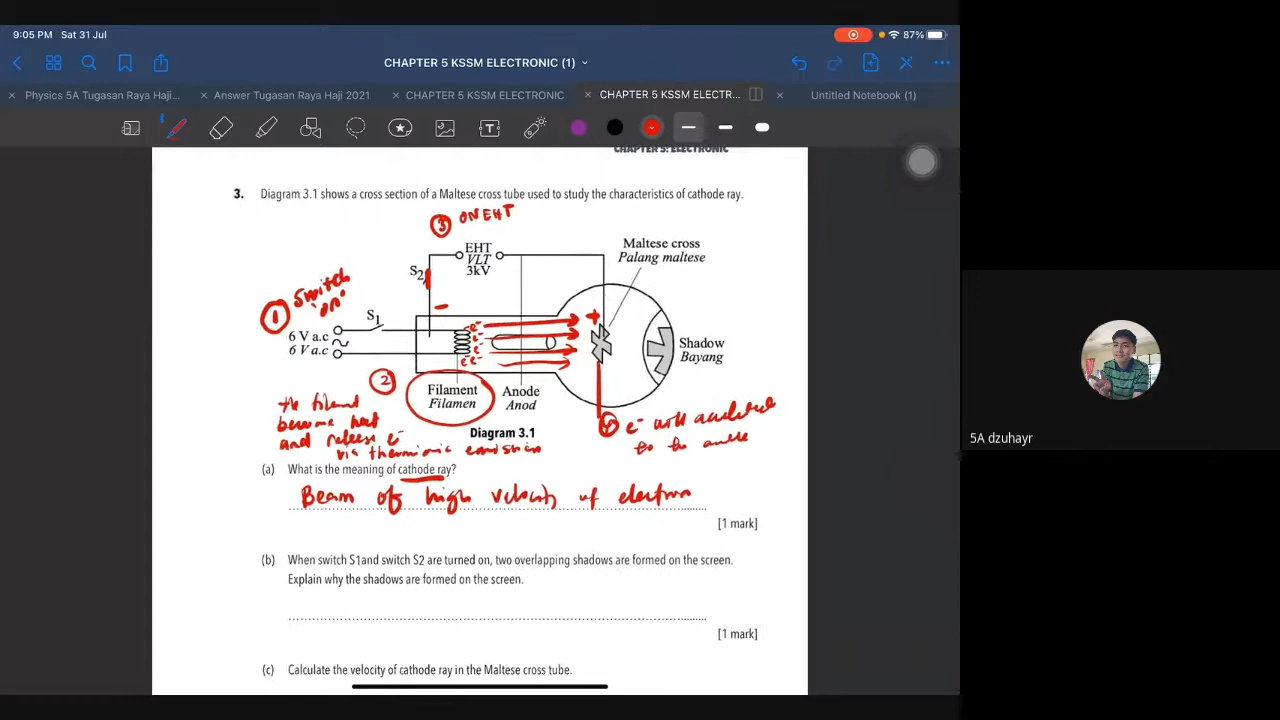 9:05 PM Sat 31 Jul
87%
CHAPTER 5 KSSM ELECTRONIC (1)
Physics 5A Tugasan Raya Haji...
Answer Tugasan Raya Haji 2021
CHAPTER 5 KSSM ELECTRONIC
CHAPTER 5 KSSM ELECTR...
Untitled Notebook (1)
CHAPTER 5: ELECTRONIC
3. Diagram 3.1 shows a cross section of a Maltese cross tube used to study the characteristics of cathode ray.
3 ON EHT
EHT
VLT
3kV
S2
Maltese cross
Palang maltese
1 Switch
"ON"
S1
6 V a.c
6 V a.c
- +
e-
e-
e-
e- e-
Shadow
Bayang
2
Filament
Filamen
Anode
Anod
the filament
become heat
and release e-
via thermionic emission
4 e- will
to the
Diagram 3.1
(a) What is the meaning of cathode ray?
Beam of high velocity of electron
[1 mark]
(b) When switch S1and switch S2 are turned on, two overlapping shadows are formed on the screen.
Explain why the shadows are formed on the screen.
[1 mark]
(c) Calculate the velocity of cathode ray in the Maltese cross tube.
5A dzuhayr